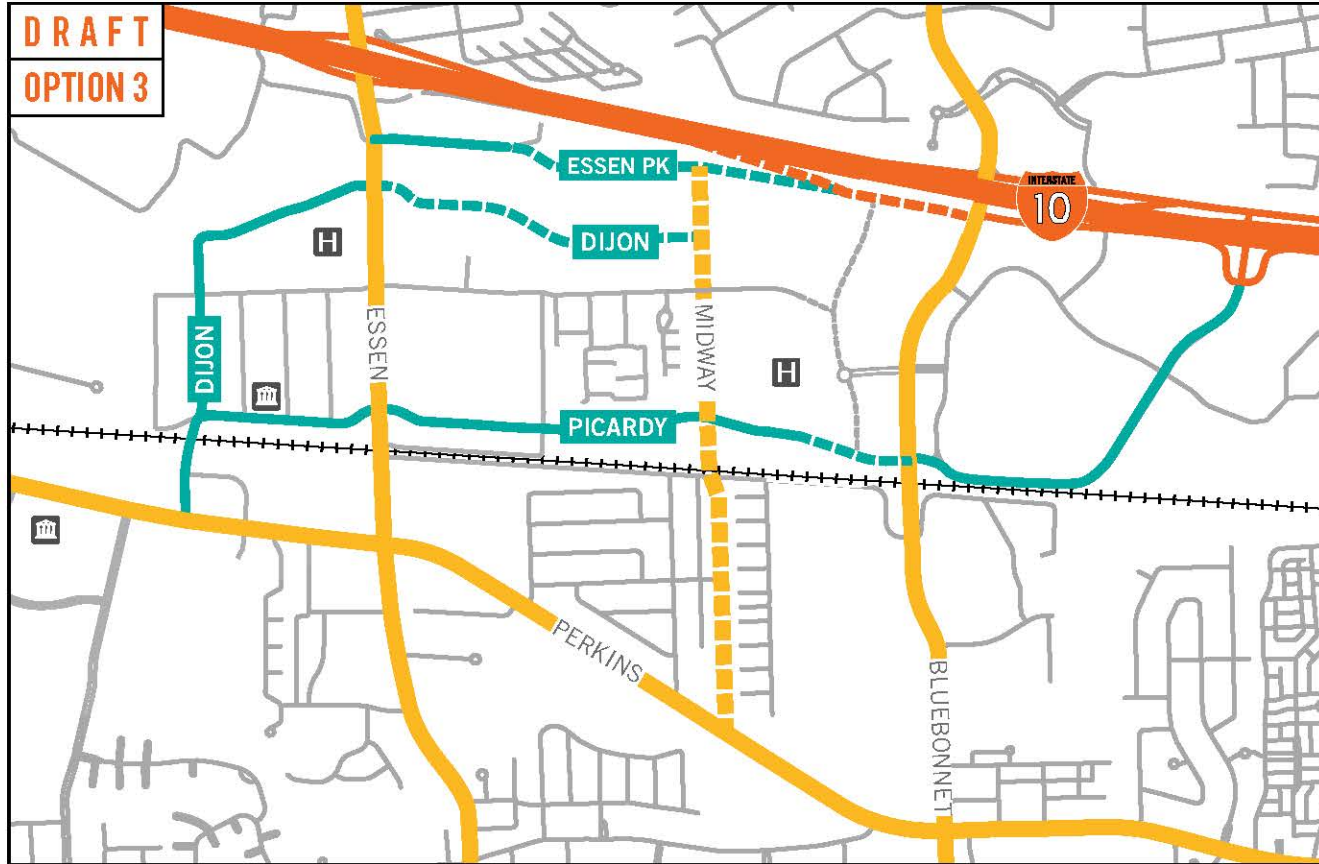 DRAFT
OPTION 3
ESSEN PK
INTERSTATE
10
DIJON
H
ESSEN
MIDWAY
DIJON
H
PICARDY
PERKINS
BLUEBONNET